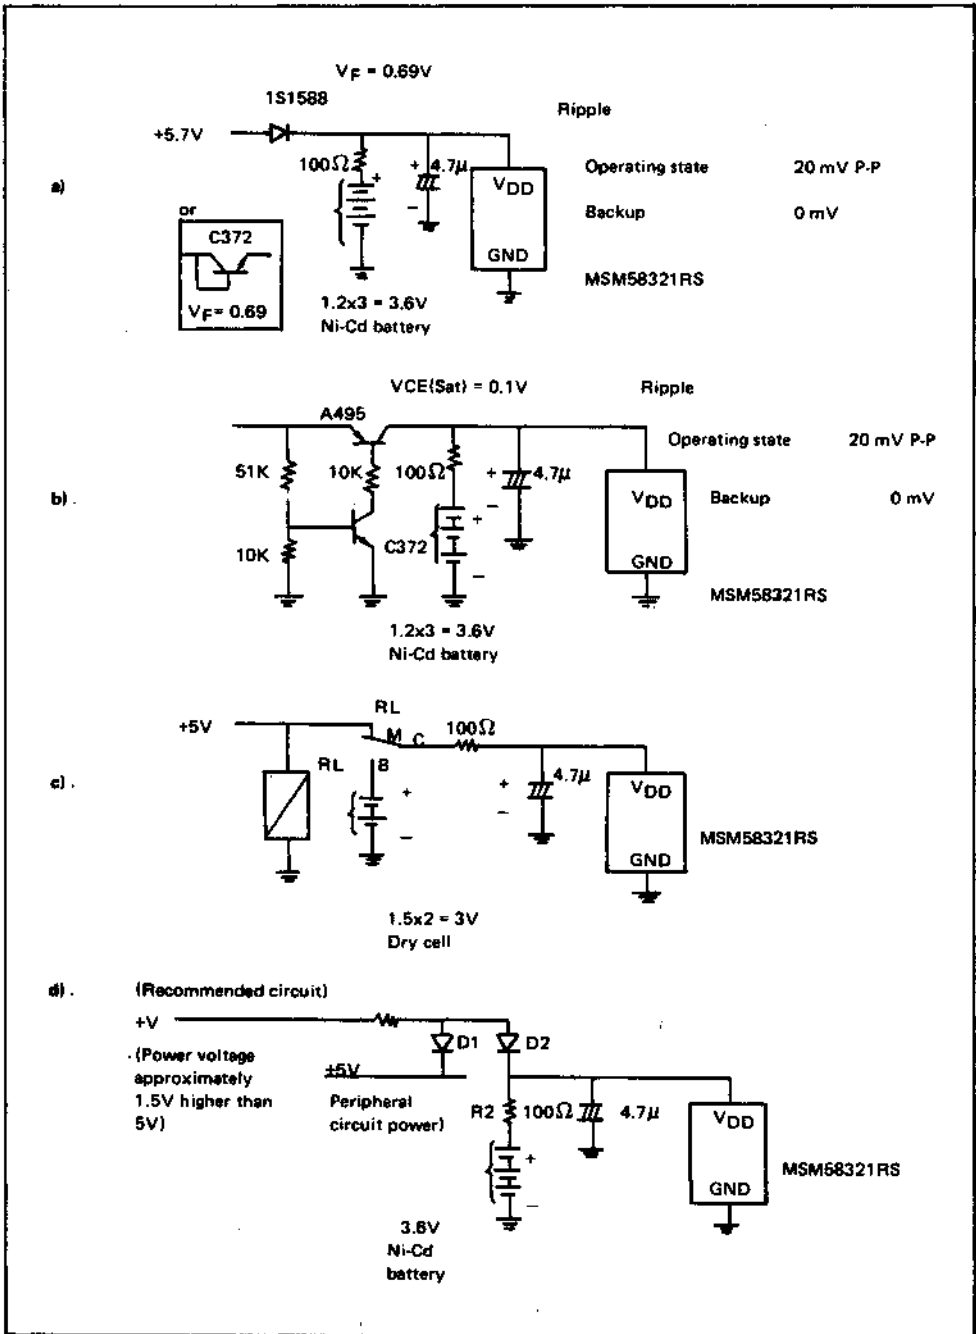 VF = 0.69V
1S1588
Ripple
+5.7V
100Ω
+ 4.7μ
+
VDD
Operating state 20 mV P-P
a)
−
Backup 0 mV
or
C372
GND
VF= 0.69
MSM58321RS
1.2x3 = 3.6V
Ni-Cd battery
VCE(Sat) = 0.1V
Ripple
A495
Operating state 20 mV P-P
51K
10K
100Ω
+ 4.7μ
b).
VDD
Backup 0 mV
−
+
10K
C372
GND
−
MSM58321RS
1.2x3 = 3.6V
Ni-Cd battery
RL
+5V
M C
100Ω
RL
B
4.7μ
c).
+
+
VDD
−
−
MSM58321RS
GND
1.5x2 = 3V
Dry cell
d).
(Recommended circuit)
+V
D1
D2
(Power voltage
approximately
1.5V higher than
5V)
+5V
Peripheral
circuit power)
R2
100Ω
4.7μ
VDD
+
−
MSM58321RS
GND
3.6V
Ni-Cd
battery